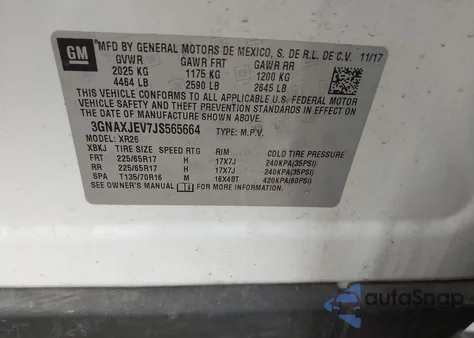 GM
MFD BY GENERAL MOTORS DE MEXICO, S. DE R.L. DE C.V. 11/17
GVWR GAWR FRT GAWR RR
2025 KG 1175 KG 1200 KG
4464 LB 2590 LB 2645 LB
THIS VEHICLE CONFORMS TO ALL APPLICABLE U.S. FEDERAL MOTOR
VEHICLE SAFETY AND THEFT PREVENTION STANDARDS IN EFFECT ON THE
DATE OF MANUFACTURE SHOWN ABOVE.
3GNAXJEV7JS565664 TYPE: M.P.V.
MODEL: XR26
XBKJ TIRE SIZE SPEED RTG RIM COLD TIRE PRESSURE
FRT 225/65R17 H 17X7J 240KPA(35PSI)
RR 225/65R17 H 17X7J 240KPA(35PSI)
SPA T135/70R16 M 16X4BT 420KPA(60PSI)
SEE OWNER'S MANUAL FOR ADDITIONAL INFORMATION.
autoSnap